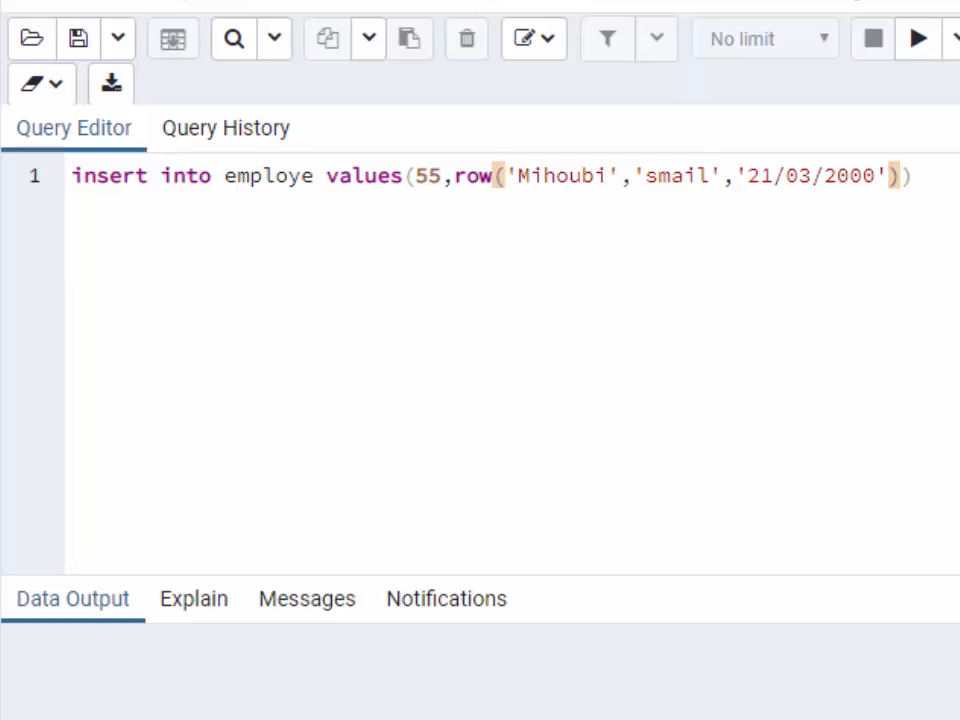 No limit
Query Editor Query History
1 insert into employe values(55,row('Mihoubi','smail','21/03/2000'))
Data Output Explain Messages Notifications